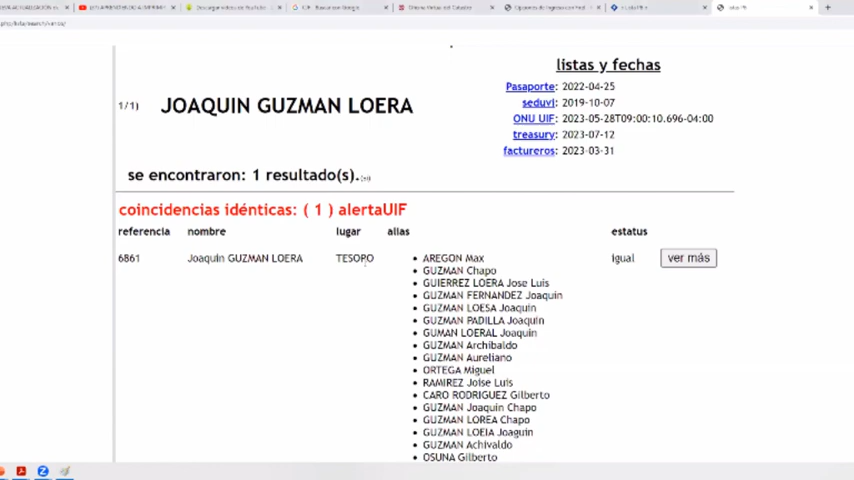 1/1) JOAQUIN GUZMAN LOERA
listas y fechas
Pasaporte: 2022-04-25
seduvi: 2019-10-07
ONU UIF: 2023-05-28T09:00:10.696-04:00
treasury: 2023-07-12
factureros: 2023-03-31
se encontraron: 1 resultado(s).
coincidencias idénticas: ( 1 ) alertaUIF
referencia nombre lugar alias estatus
6861 Joaquin GUZMAN LOERA TESORO igual ver más
AREGON Max
GUZMAN Chapo
GUIERREZ LOERA Jose Luis
GUZMAN FERNANDEZ Joaquin
GUZMAN LOESA Joaquin
GUZMAN PADILLA Joaquin
GUMAN LOERAL Joaquin
GUZMAN Archibaldo
GUZMAN Aureliano
ORTEGA Miguel
RAMIREZ Joise Luis
CARO RODRIGUEZ Gilberto
GUZMAN Joaquin Chapo
GUZMAN LOREA Chapo
GUZMAN LOEIA Joaguin
GUZMAN Achivaldo
OSUNA Gilberto